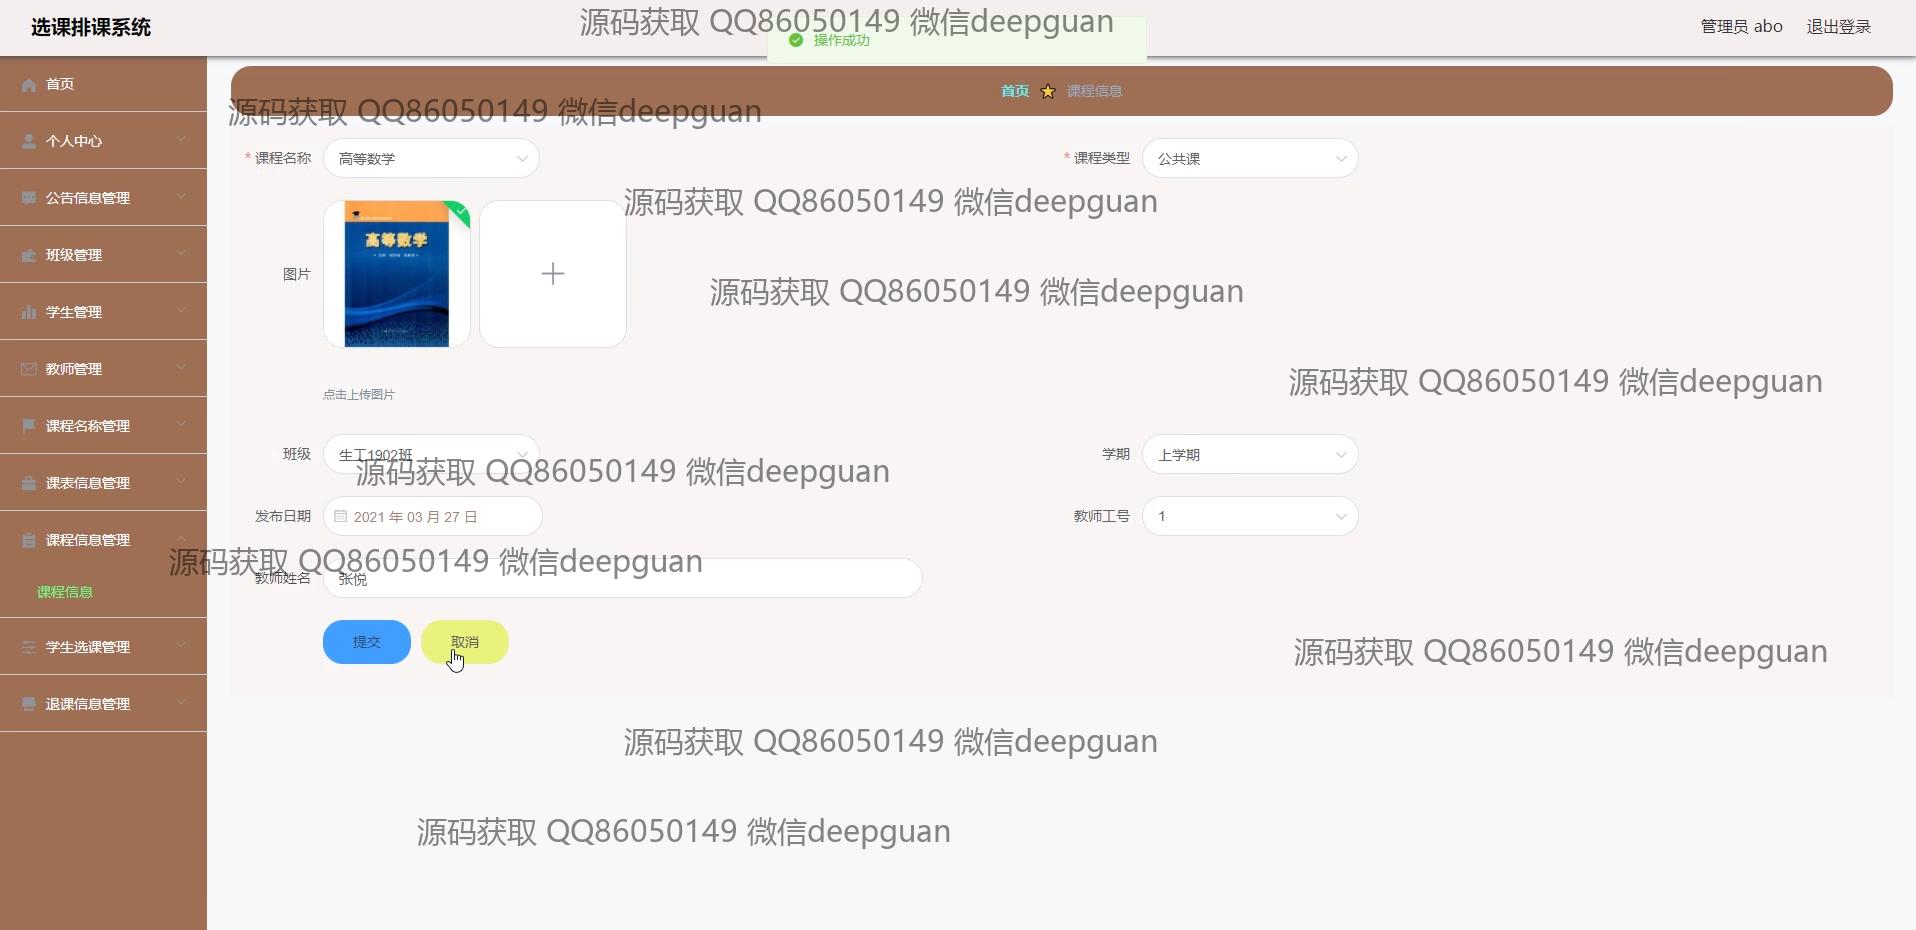 选课排课系统
源码获取 QQ86050149 微信deepguan
管理员 abo
退出登录
操作成功
首页
首页
课程信息
源码获取 QQ86050149 微信deepguan
个人中心
* 课程名称
高等数学
* 课程类型
公共课
公告信息管理
源码获取 QQ86050149 微信deepguan
高等数学
班级管理
图片
源码获取 QQ86050149 微信deepguan
学生管理
教师管理
源码获取 QQ86050149 微信deepguan
点击上传图片
课程名称管理
班级
生工1902班
学期
上学期
源码获取 QQ86050149 微信deepguan
课表信息管理
发布日期
2021 年 03 月 27 日
教师工号
1
课程信息管理
源码获取 QQ86050149 微信deepguan
教师姓名
张悦
课程信息
提交
取消
学生选课管理
源码获取 QQ86050149 微信deepguan
退课信息管理
源码获取 QQ86050149 微信deepguan
源码获取 QQ86050149 微信deepguan